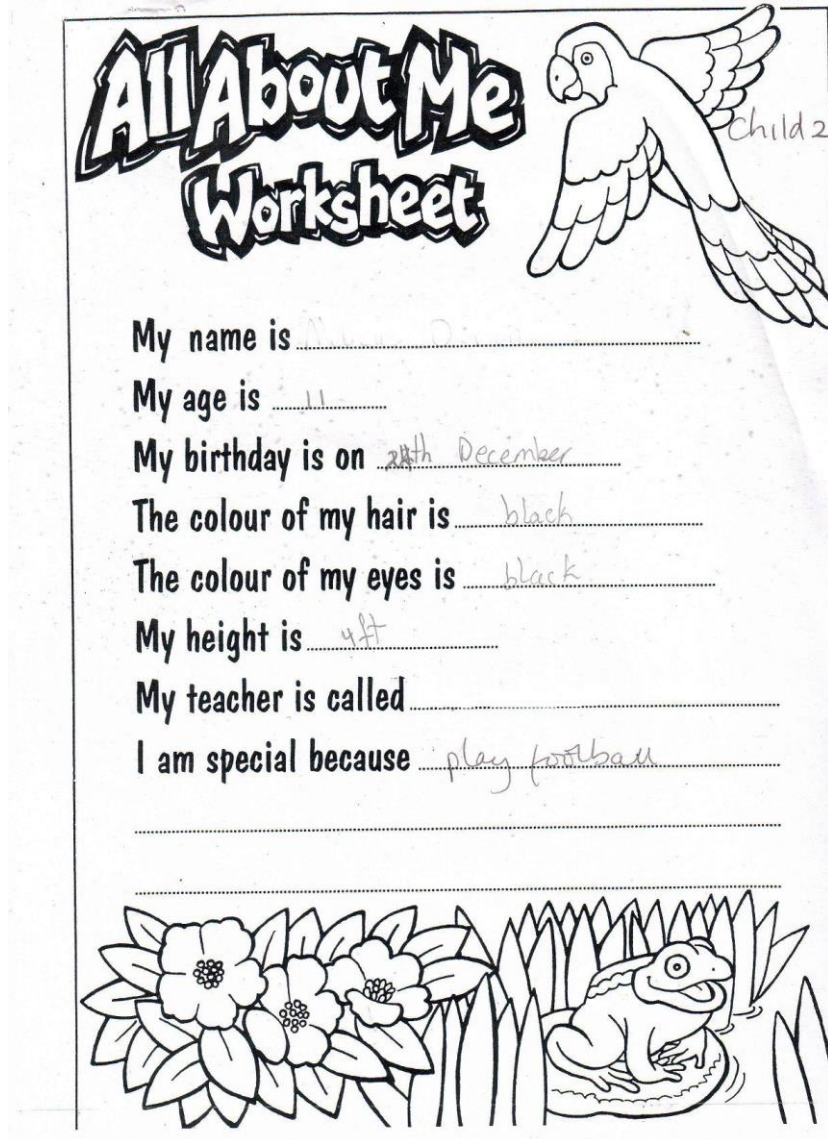 All About Me
Worksheet
Child 2
My name is
My age is 11
My birthday is on 24th December
The colour of my hair is black
The colour of my eyes is black
My height is 4ft
My teacher is called
I am special because play football